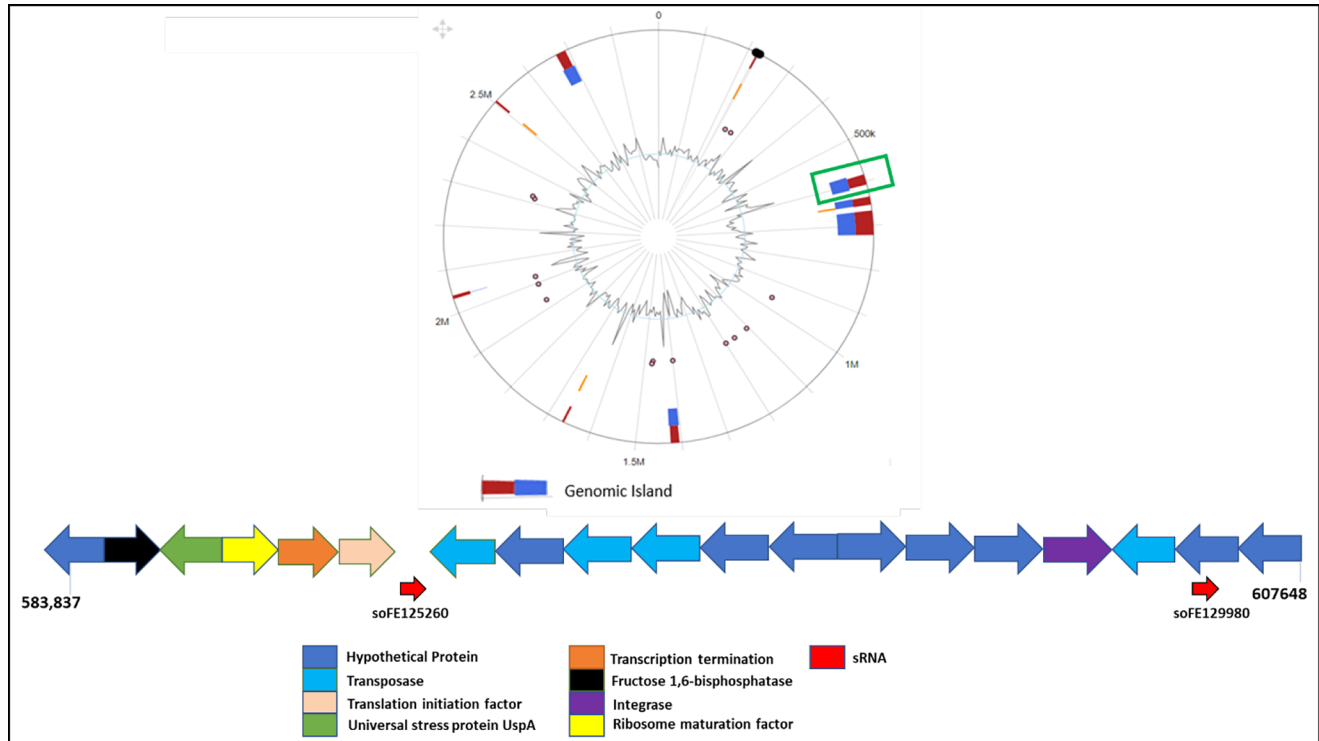 0
500k
1M
1.5M
2M
2.5M
Genomic Island
583,837
soFE125260
soFE129980
607648
Hypothetical Protein
Transposase
Translation initiation factor
Universal stress protein UspA
Transcription termination
Fructose 1,6-bisphosphatase
Integrase
Ribosome maturation factor
sRNA